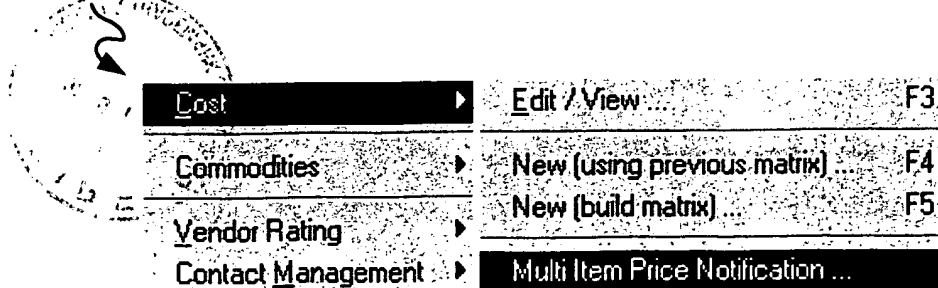 Cost
Edit / View ... F3
Commodities
New (using previous matrix) ... F4
New (build matrix) ... F5
Vendor Rating
Contact Management
Multi Item Price Notification ...